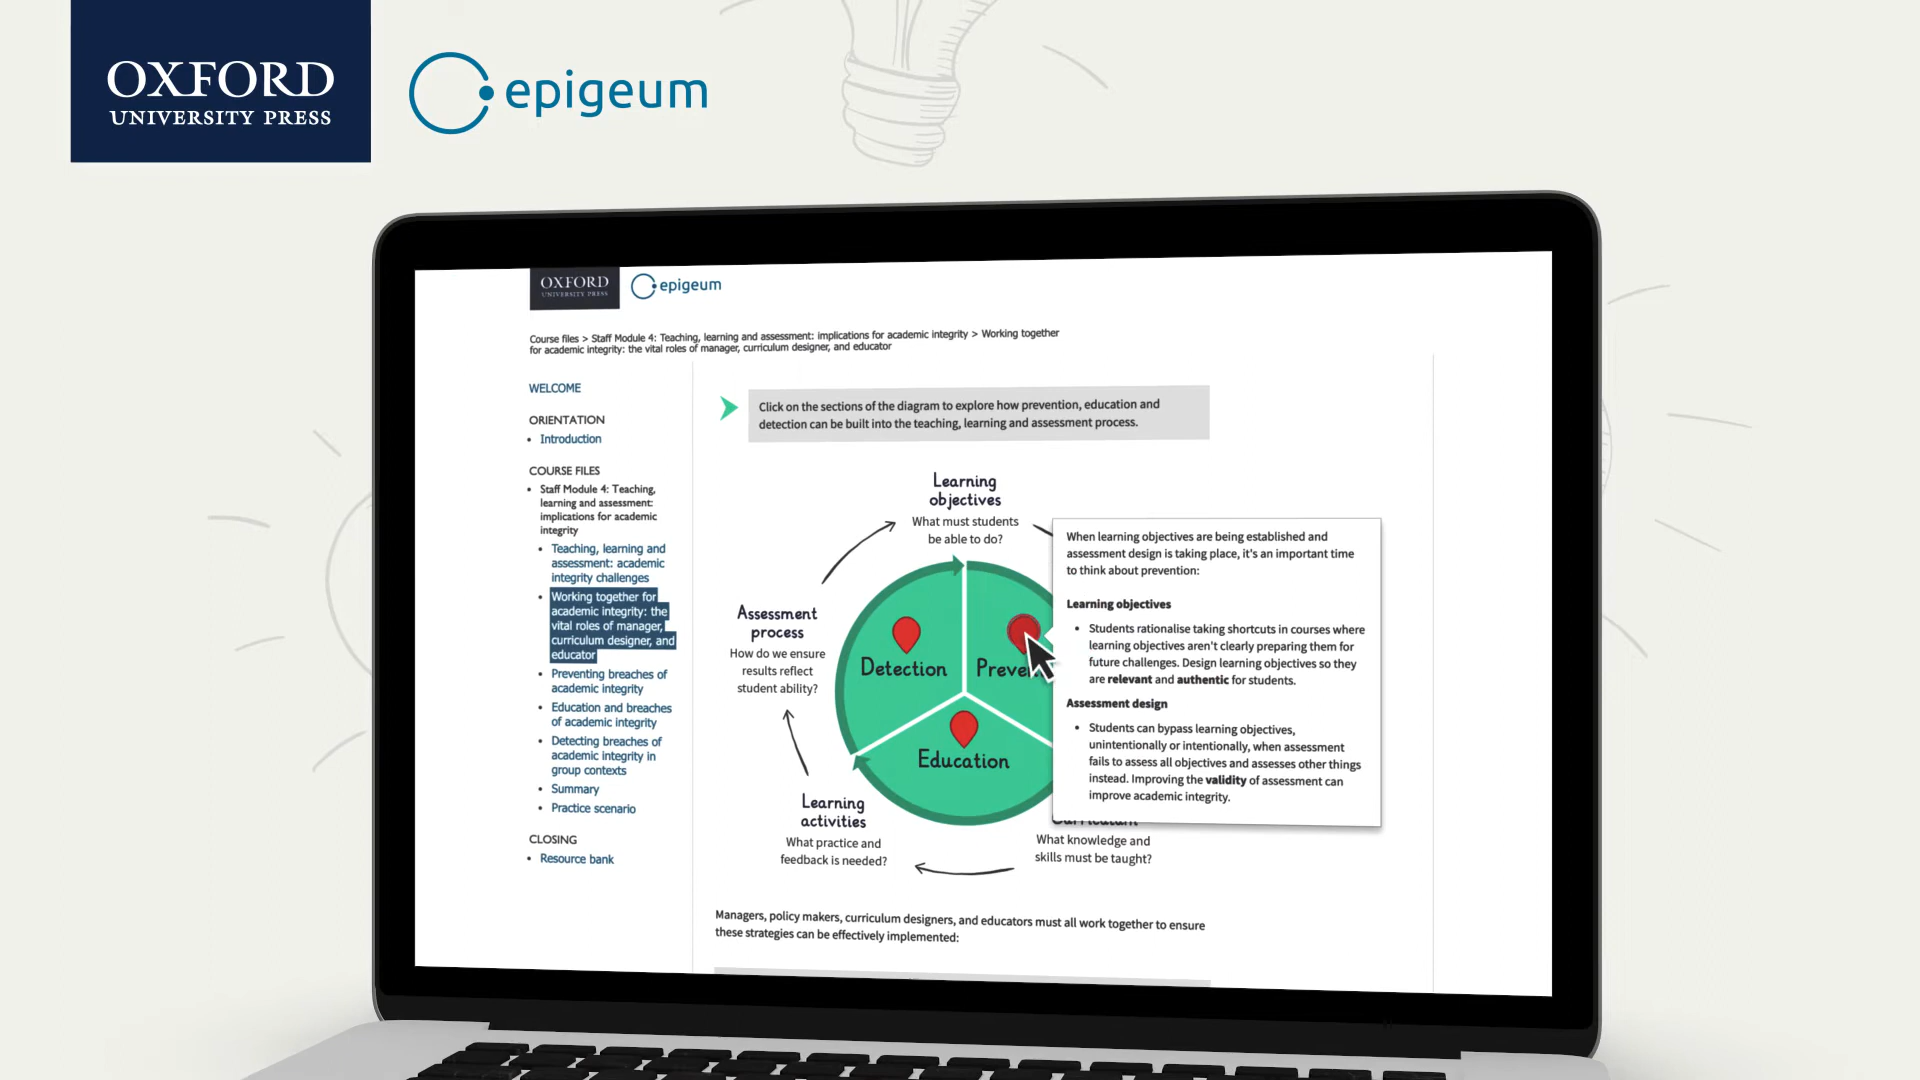 OXFORD
UNIVERSITY PRESS
epigeum
OXFORD
UNIVERSITY PRESS
epigeum
Course files > Staff Module 4: Teaching, learning and assessment: implications for academic integrity > Working together
for academic integrity: the vital roles of manager, curriculum designer, and educator
WELCOME
ORIENTATION
• Introduction
COURSE FILES
• Staff Module 4: Teaching,
learning and assessment:
implications for academic
integrity
• Teaching, learning and
assessment: academic
integrity challenges
• Working together for
academic integrity: the
vital roles of manager,
curriculum designer, and
educator
• Preventing breaches of
academic integrity
• Education and breaches
of academic integrity
• Detecting breaches of
academic integrity in
group contexts
• Summary
• Practice scenario
CLOSING
• Resource bank
Click on the sections of the diagram to explore how prevention, education and
detection can be built into the teaching, learning and assessment process.
Learning
objectives
What must students
be able to do?
Assessment
process
How do we ensure
results reflect
student ability?
Detection
Education
Learning
activities
What practice and
feedback is needed?
What knowledge and
skills must be taught?
When learning objectives are being established and
assessment design is taking place, it's an important time
to think about prevention:
Learning objectives
• Students rationalise taking shortcuts in courses where
learning objectives aren't clearly preparing them for
future challenges. Design learning objectives so they
are relevant and authentic for students.
Assessment design
• Students can bypass learning objectives,
unintentionally or intentionally, when assessment
fails to assess all objectives and assesses other things
instead. Improving the validity of assessment can
improve academic integrity.
Managers, policy makers, curriculum designers, and educators must all work together to ensure
these strategies can be effectively implemented: